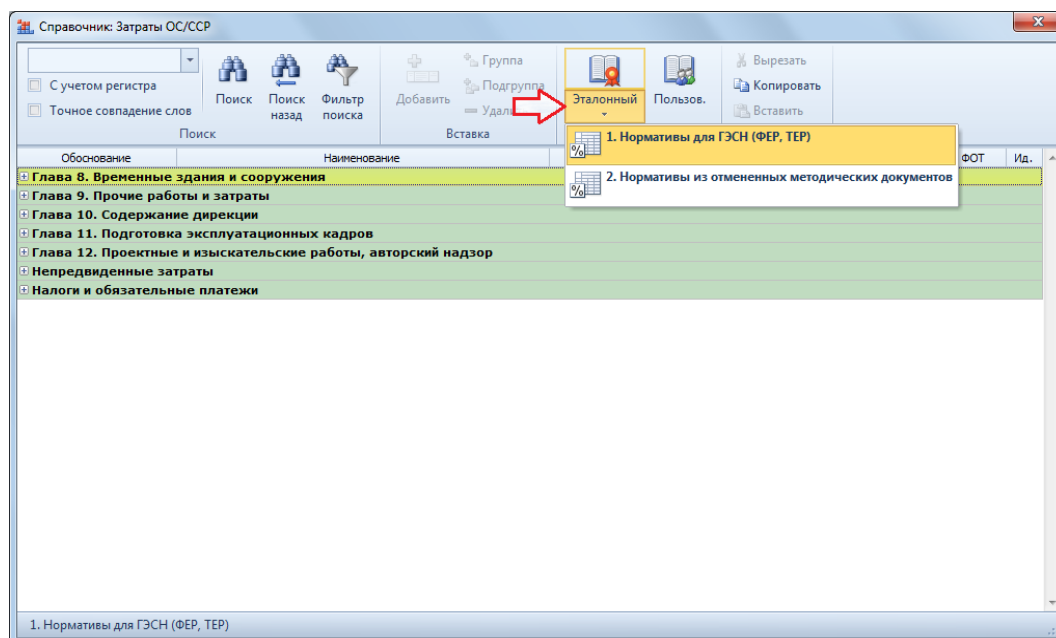 Справочник: Затраты ОС/ССР
С учетом регистра
Точное совпадение слов
Поиск
Поиск назад
Фильтр поиска
Поиск
Добавить
Группа
Подгруппа
Вставка
Эталонный
Пользов.
Вырезать
Копировать
Вставить
1. Нормативы для ГЭСН (ФЕР, ТЕР)
2. Нормативы из отмененных методических документов
Обоснование
Наименование
ФОТ
Ид.
Глава 8. Временные здания и сооружения
Глава 9. Прочие работы и затраты
Глава 10. Содержание дирекции
Глава 11. Подготовка эксплуатационных кадров
Глава 12. Проектные и изыскательские работы, авторский надзор
Непредвиденные затраты
Налоги и обязательные платежи
1. Нормативы для ГЭСН (ФЕР, ТЕР)